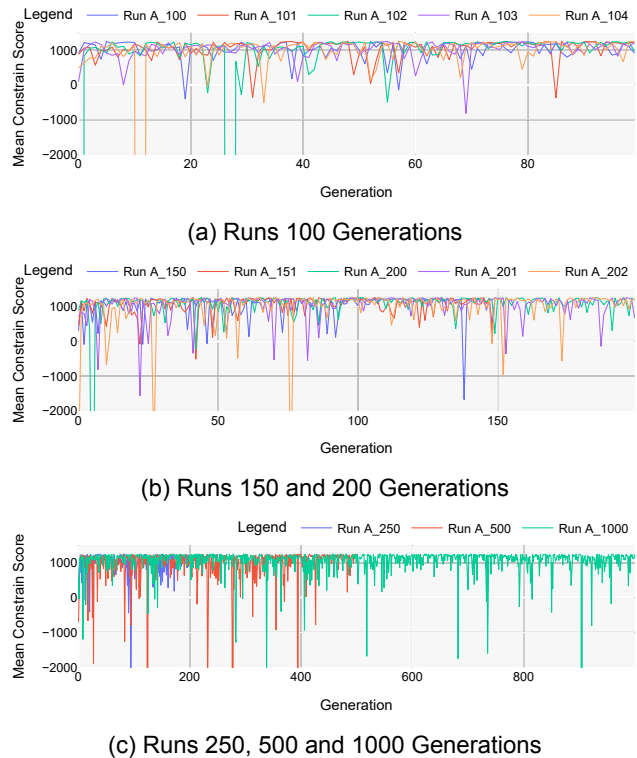 Legend Run A_100 Run A_101 Run A_102 Run A_103 Run A_104
Mean Constrain Score
1000
0
−1000
−2000
0 20 40 60 80
Generation
(a) Runs 100 Generations
Legend Run A_150 Run A_151 Run A_200 Run A_201 Run A_202
Mean Constrain Score
1000
0
−1000
−2000
0 50 100 150
Generation
(b) Runs 150 and 200 Generations
Legend Run A_250 Run A_500 Run A_1000
Mean Constrain Score
1000
0
−1000
−2000
0 200 400 600 800
Generation
(c) Runs 250, 500 and 1000 Generations